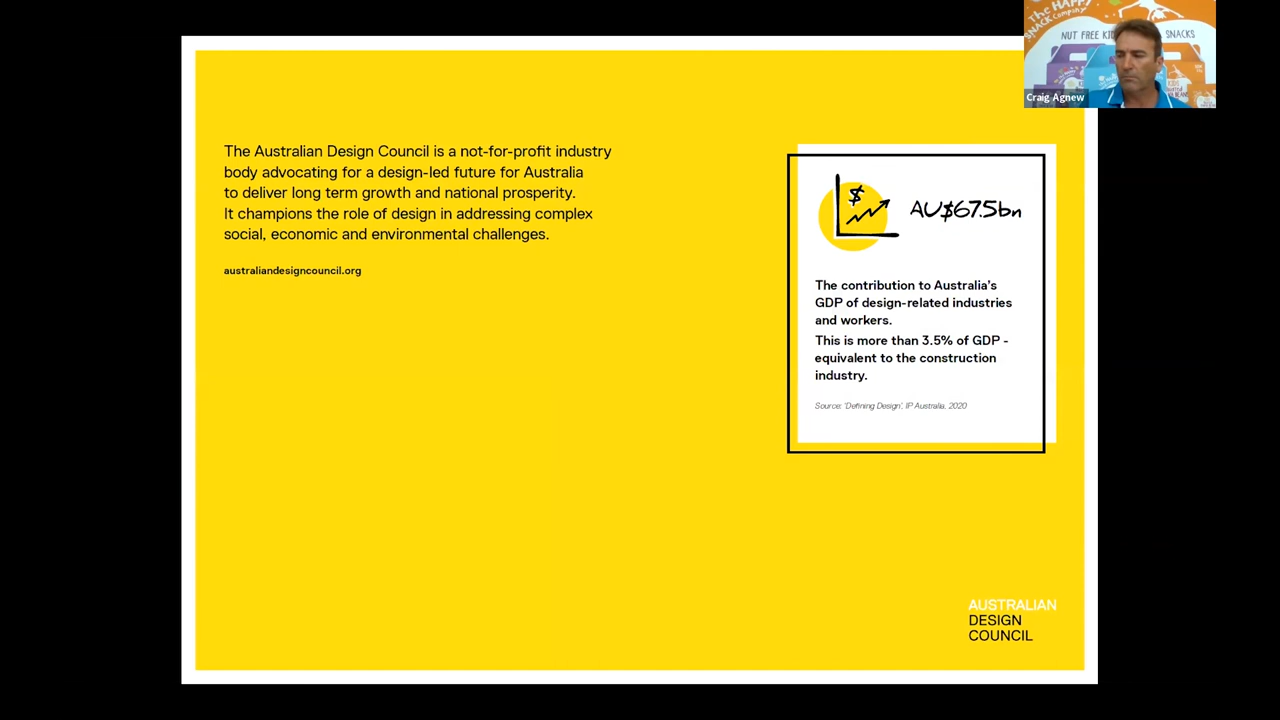 The HAPPY
SNACK Company
NUT FREE
SNACKS
Craig Agnew
The Australian Design Council is a not-for-profit industry
body advocating for a design-led future for Australia
to deliver long term growth and national prosperity.
It champions the role of design in addressing complex
social, economic and environmental challenges.
australiandesigncouncil.org
AU$67.5bn
The contribution to Australia's
GDP of design-related industries
and workers.
This is more than 3.5% of GDP -
equivalent to the construction
industry.
Source: 'Defining Design', IP Australia, 2020
AUSTRALIAN
DESIGN
COUNCIL